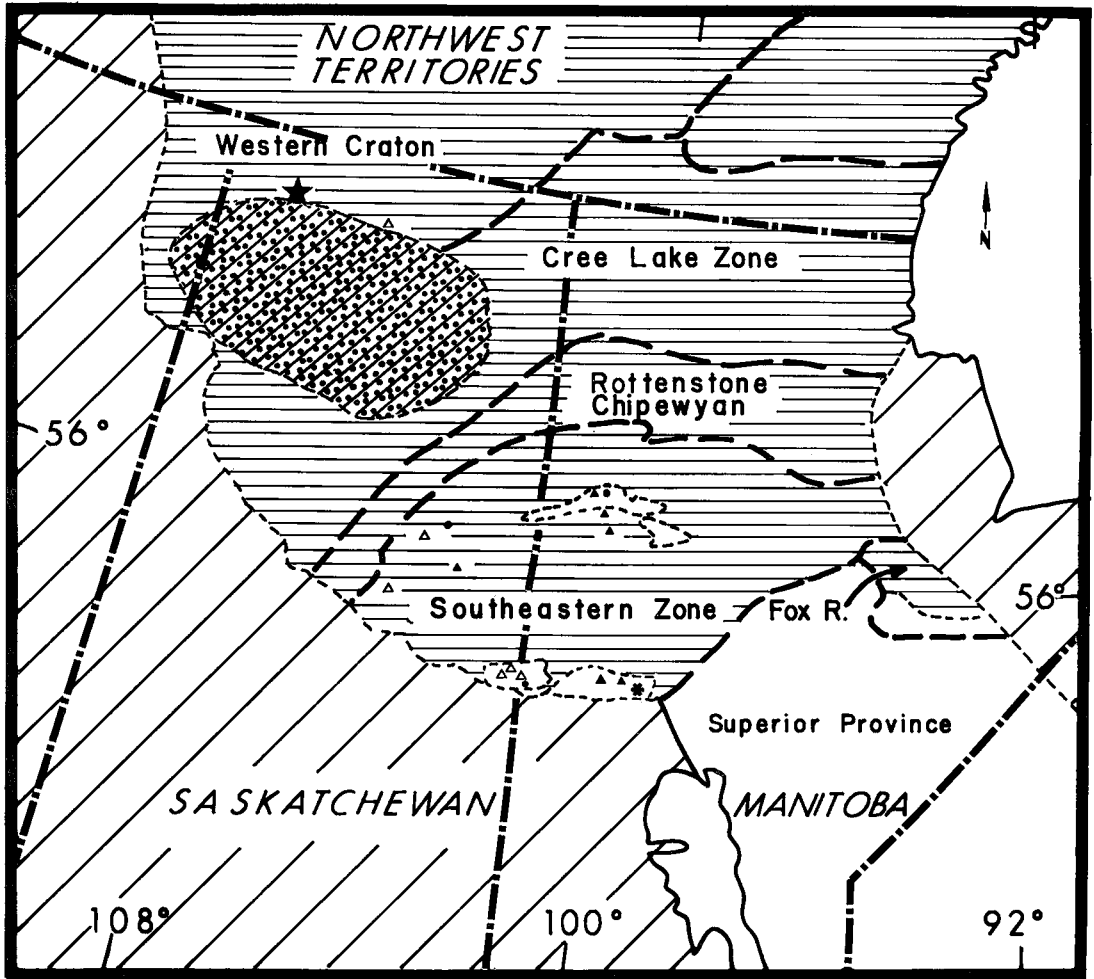 NORTHWEST
TERRITORIES
Western Craton
N
Cree Lake Zone
Rottenstone
Chipewyan
56°
Southeastern Zone
Fox R.
56°
Superior Province
SASKATCHEWAN
MANITOBA
108°
100°
92°